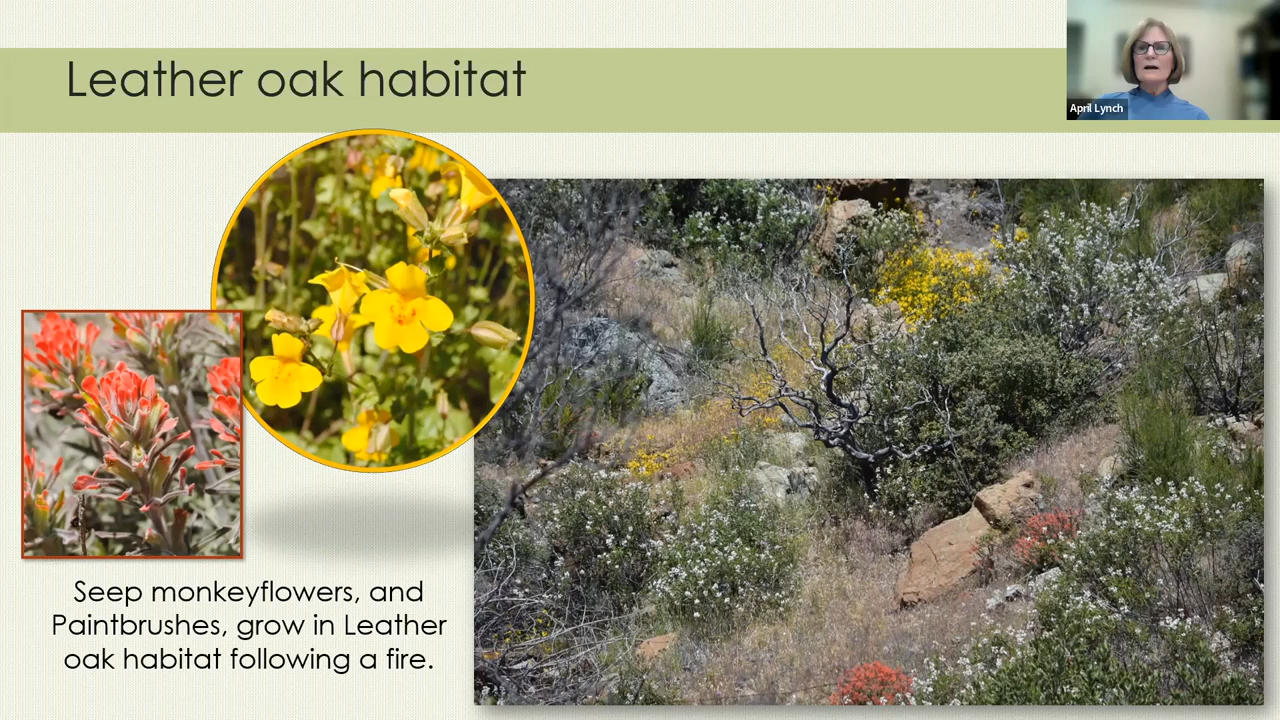 Leather oak habitat
April Lynch
Seep monkeyflowers, and
Paintbrushes, grow in Leather
oak habitat following a fire.